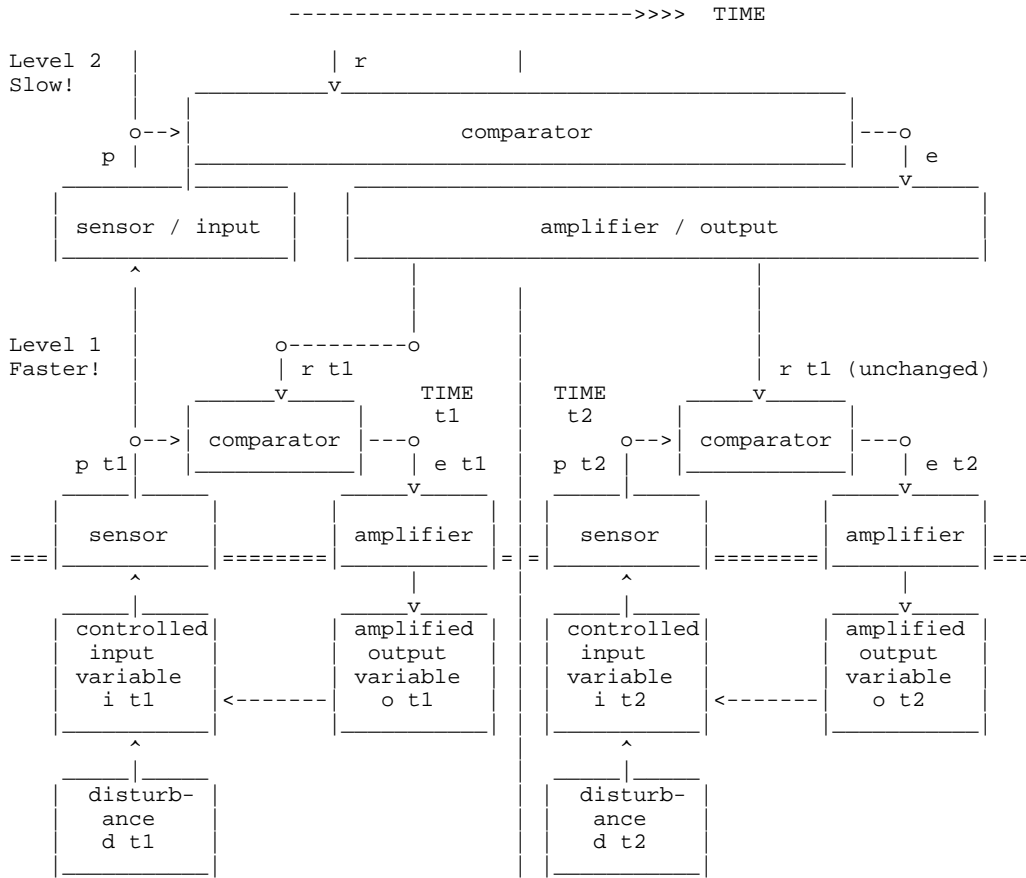 -------------------------->>>> TIME
Level 2 r
Slow!
comparator
p e
sensor / input amplifier / output
Level 1
Faster! r t1 r t1 (unchanged)
TIME TIME
t1 t2
comparator comparator
p t1 e t1 p t2 e t2
sensor amplifier sensor amplifier
controlled amplified controlled amplified
input output input output
variable variable variable variable
i t1 o t1 i t2 o t2
disturb- disturb-
ance ance
d t1 d t2